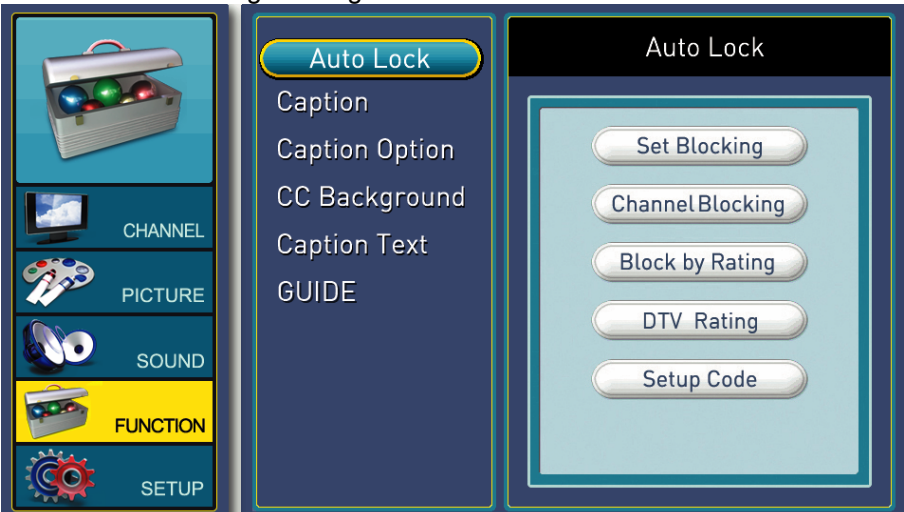 CHANNEL
PICTURE
SOUND
FUNCTION
SETUP
Auto Lock
Caption
Caption Option
CC Background
Caption Text
GUIDE
Auto Lock
Set Blocking
Channel Blocking
Block by Rating
DTV Rating
Setup Code